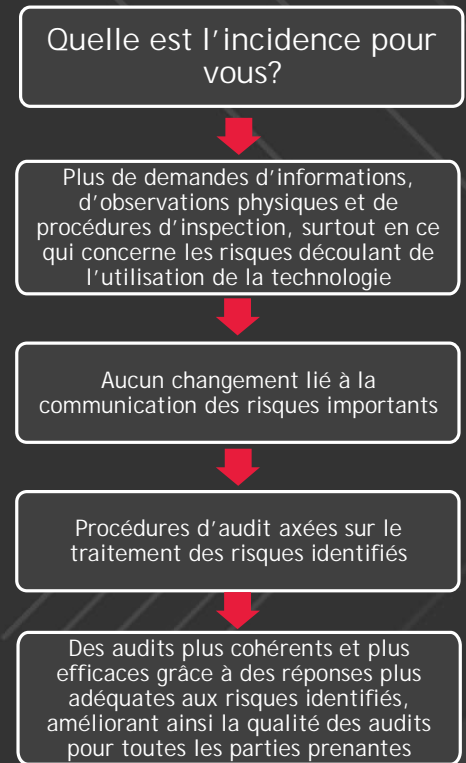 Quelle est l'incidence pour
vous?
Plus de demandes d'informations,
d'observations physiques et de
procédures d'inspection, surtout en ce
qui concerne les risques découlant de
l'utilisation de la technologie
Aucun changement lié à la
communication des risques importants
Procédures d'audit axées sur le
traitement des risques identifiés
Des audits plus cohérents et plus
efficaces grâce à des réponses plus
adéquates aux risques identifiés,
améliorant ainsi la qualité des audits
pour toutes les parties prenantes